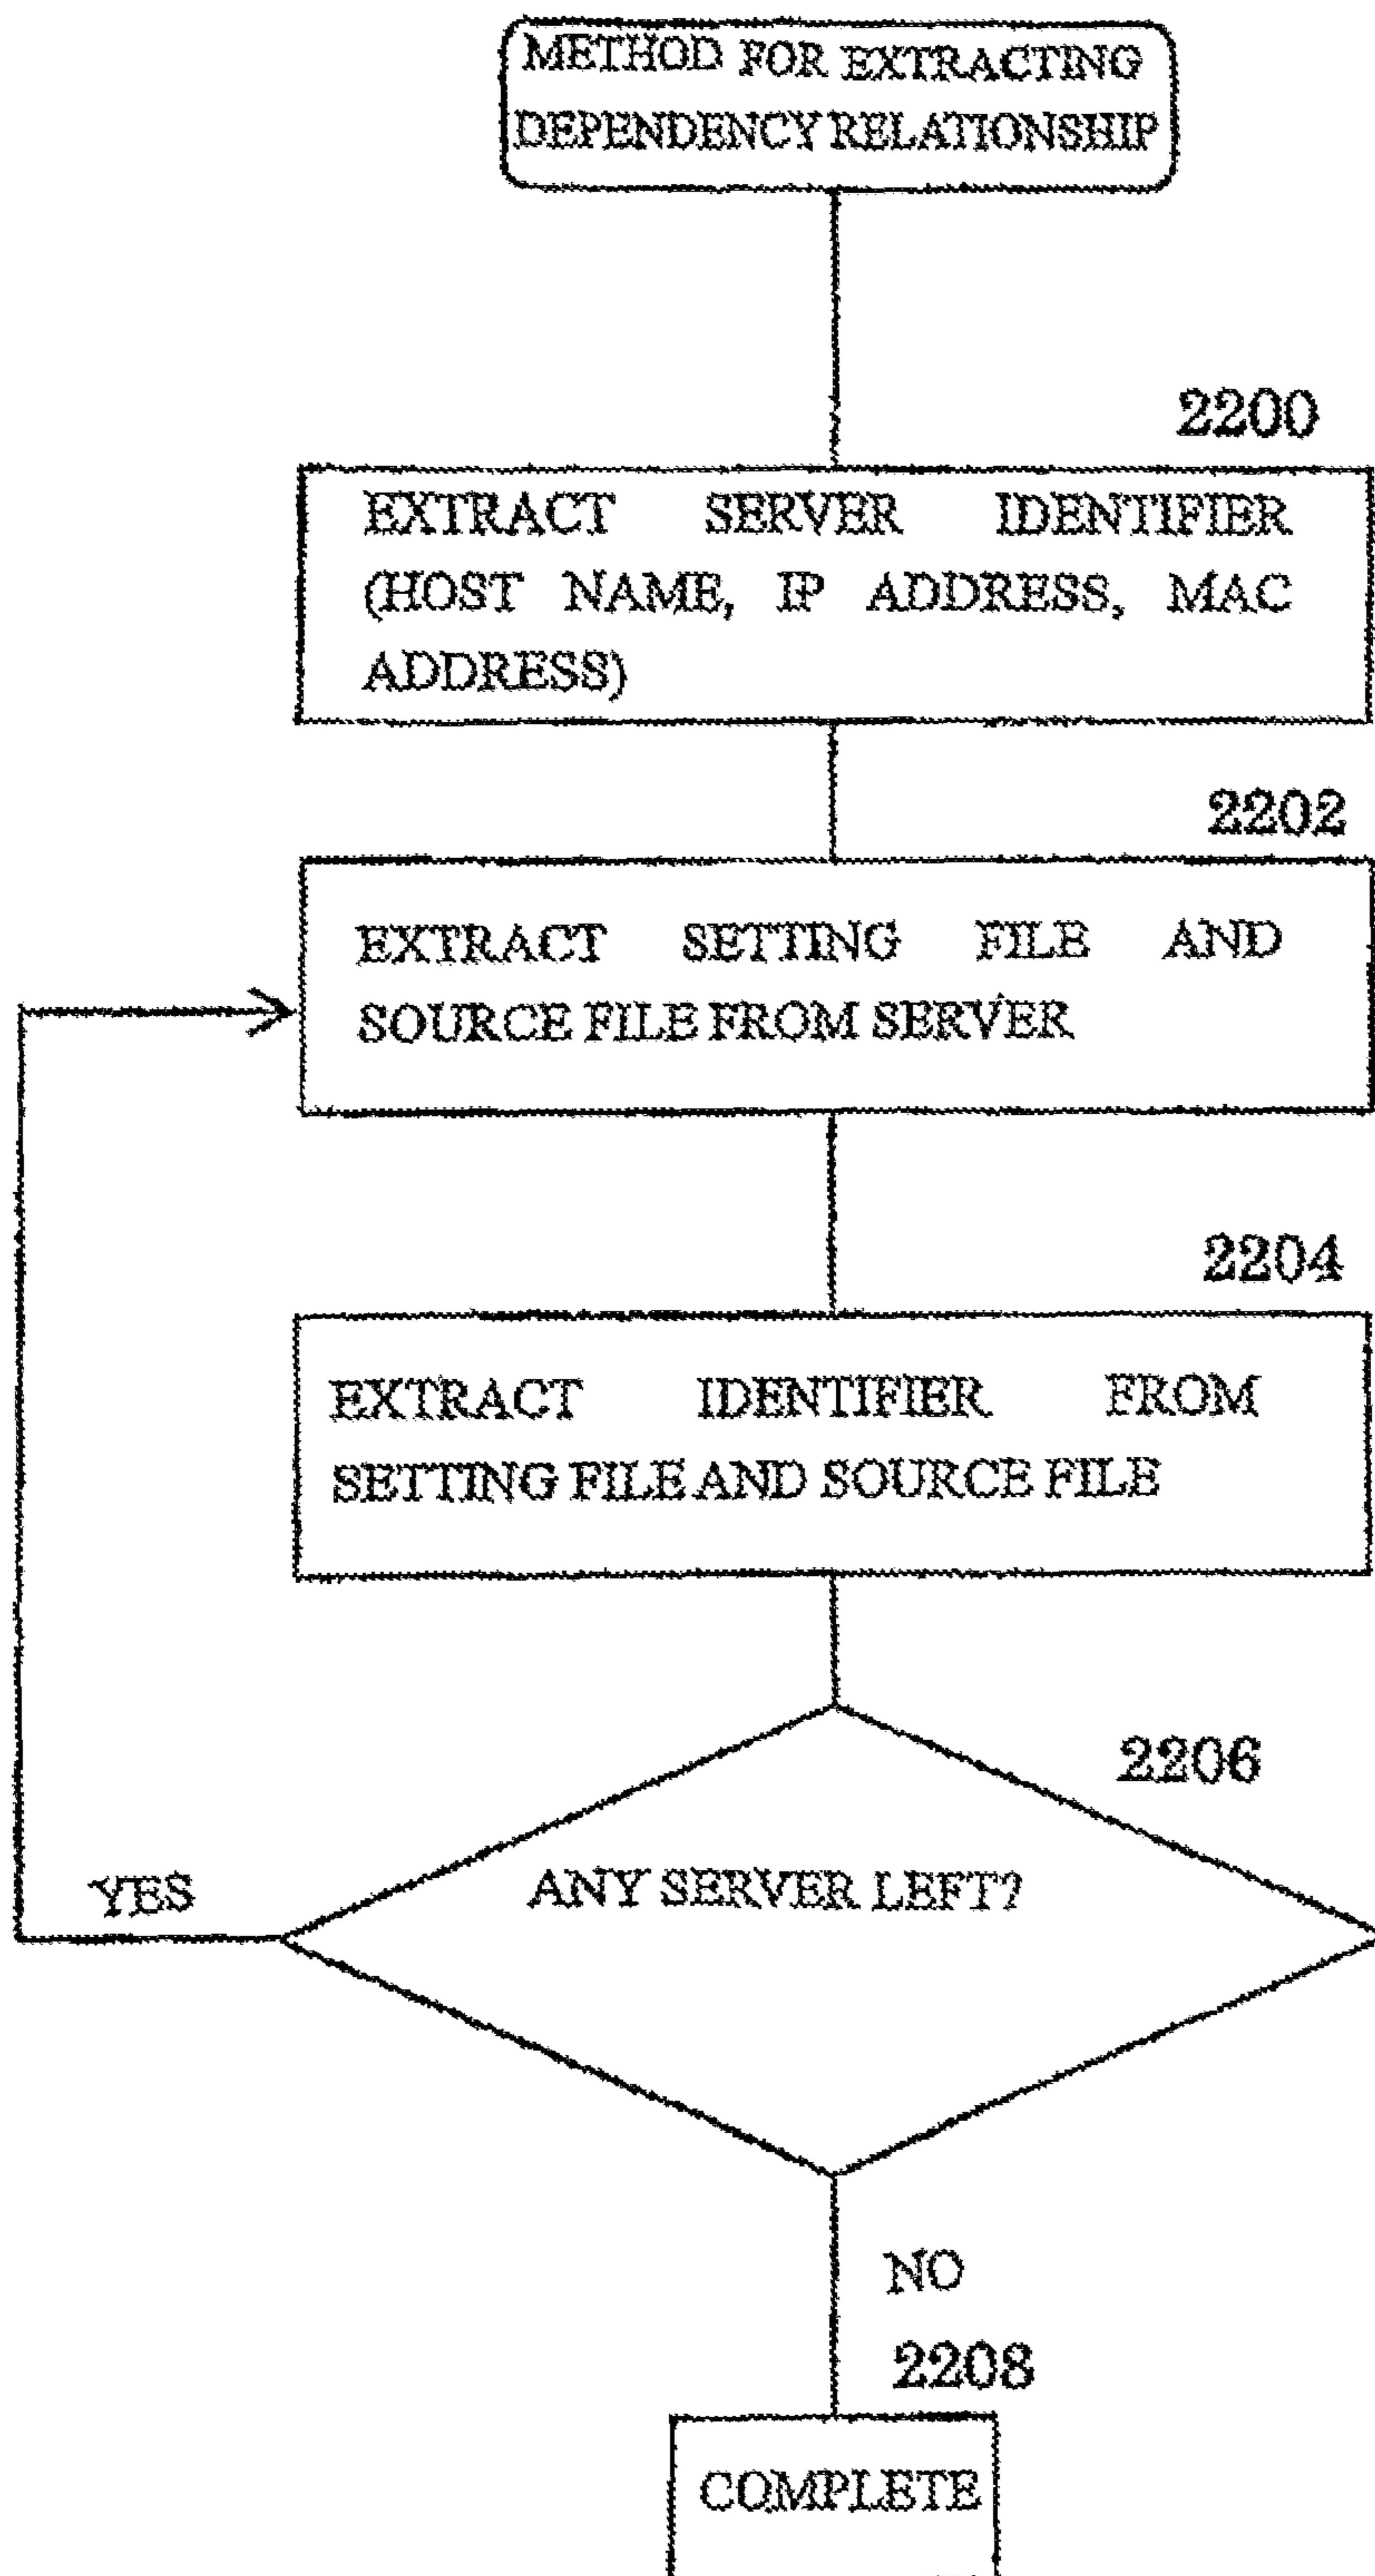 METHOD FOR EXTRACTING
DEPENDENCY RELATIONSHIP
2200
EXTRACT SERVER IDENTIFIER
(HOST NAME, IP ADDRESS, MAC
ADDRESS)
2202
EXTRACT SETTING FILE AND
SOURCE FILE FROM SERVER
2204
EXTRACT IDENTIFIER FROM
SETTING FILE AND SOURCE FILE
2206
ANY SERVER LEFT?
YES
NO
2208
COMPLETE